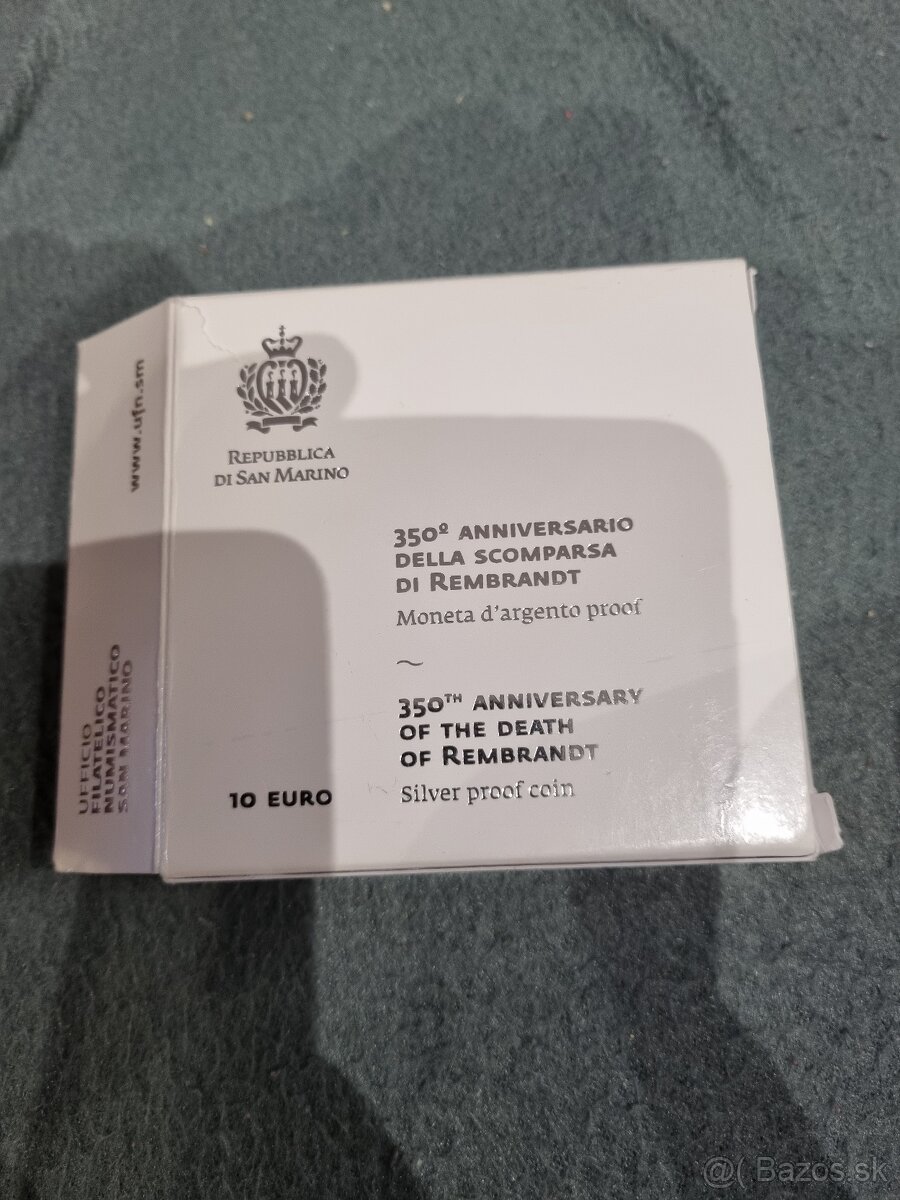 www.ufn.sm
UFFICIO
FILATELICO
NUMISMATICO
SAN MARINO
REPUBBLICA
DI SAN MARINO
350º ANNIVERSARIO
DELLA SCOMPARSA
DI REMBRANDT
Moneta d'argento proof
~
350TH ANNIVERSARY
OF THE DEATH
OF REMBRANDT
Silver proof coin
10 EURO
@( Bazos.sk